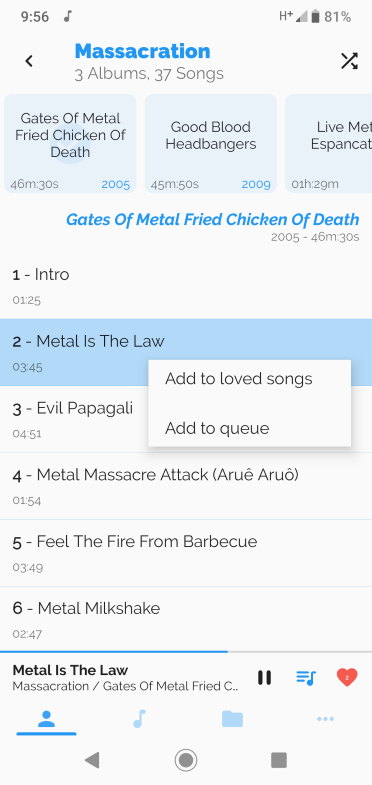 9:56
H+
81%
Massacration
3 Albums, 37 Songs
Gates Of Metal
Fried Chicken Of
Death
46m:30s
2005
Good Blood
Headbangers
45m:50s
2009
Live Met
Espancat
01h:29m
Gates Of Metal Fried Chicken Of Death
2005 - 46m:30s
1 - Intro
01:25
2 - Metal Is The Law
03:45
Add to loved songs
Add to queue
3 - Evil Papagali
04:51
4 - Metal Massacre Attack (Aruê Aruô)
01:54
5 - Feel The Fire From Barbecue
03:49
6 - Metal Milkshake
02:47
Metal Is The Law
Massacration / Gates Of Metal Fried C..
2